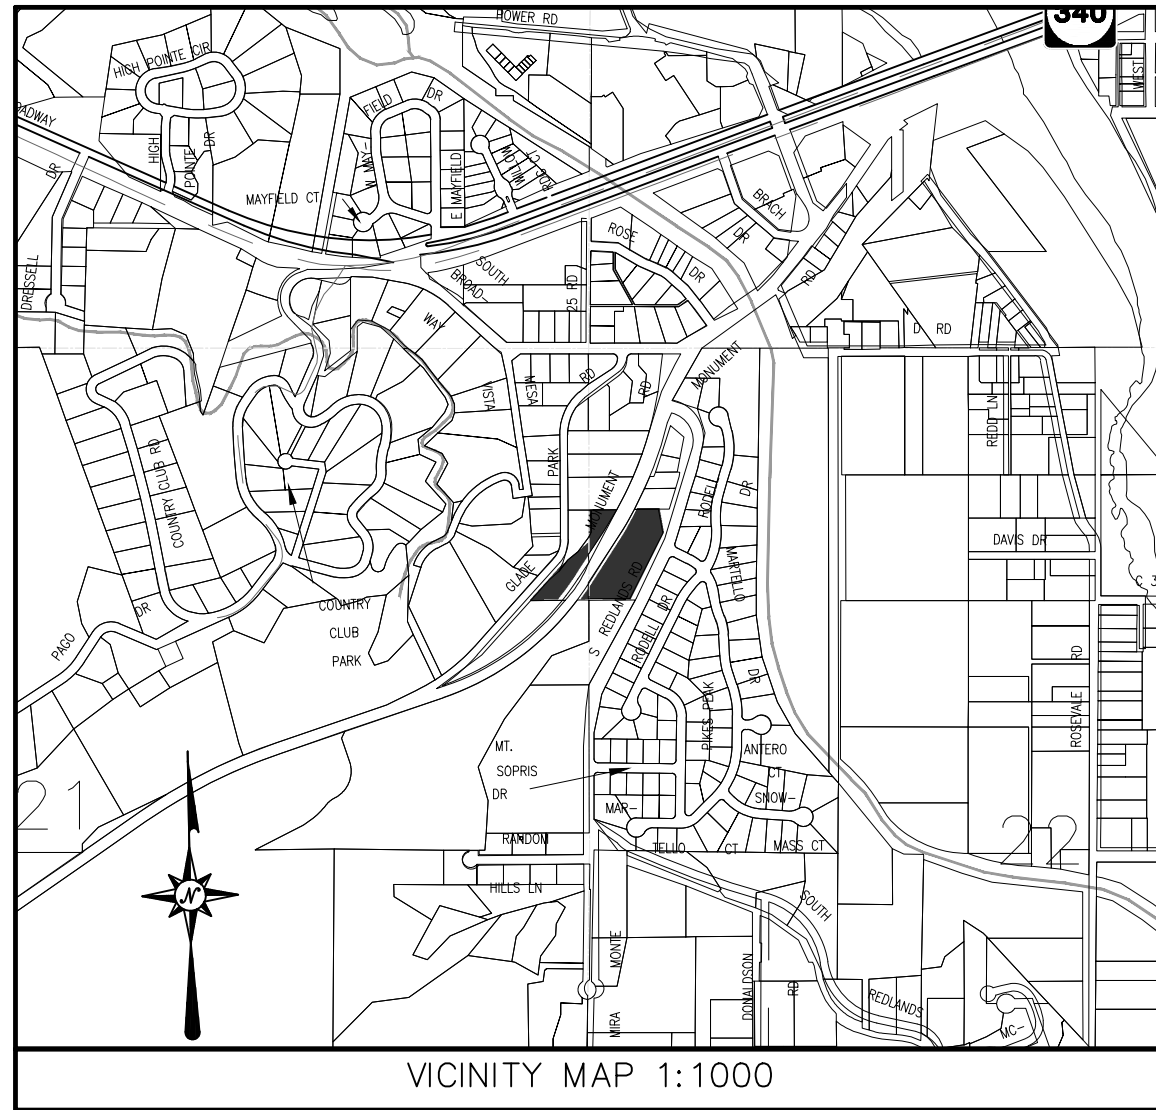 POWER RD
340
HIGH POINTE CIR
WEST
FIELD
DR
HIGH
POINTE
DR
W MAY-
E MAYFIELD
WILLOW
DR
MAYFIELD CT
BRACH
DR
ROSE
DR
DRESSELL
SOUTH
BROAD-
WAY
25 RD
RD
D
RD
MONUMENT
VISTA
MESA
RD
RD
REDD LN
COUNTRY CLUB RD
PARK
MONUMENT
RODELL
DR
DAVIS DR
GLADE
MARTELLO
DR
S REDLANDS RD
RODELL
DR
COUNTRY
CLUB
PARK
PAGO
DR
ROSEVALE
RD
PIKES PEAK
MT.
SOPRIS
DR
ANTERO
CT
SNOW-
MASS CT
MAR-
TELLO
CT
21
22
RANDOM
HILLS LN
N
SOUTH
REDLANDS
MONTE
MIRA
DONALDSON
RD
MC-
VICINITY MAP 1:1000